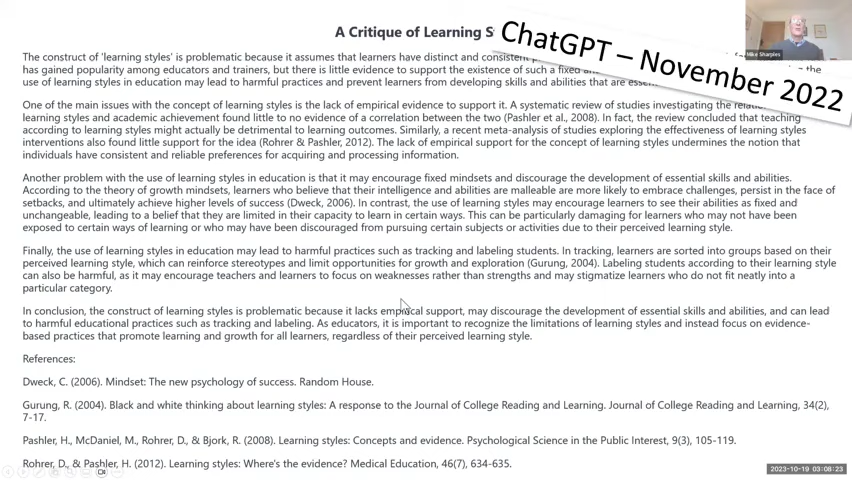 A Critique of Learning S
ChatGPT – November 2022
Mike Sharples
The construct of 'learning styles' is problematic because it assumes that learners have distinct and consistent
has gained popularity among educators and trainers, but there is little evidence to support the existence of such a fixed
use of learning styles in education may lead to harmful practices and prevent learners from developing skills and abilities that are
One of the main issues with the concept of learning styles is the lack of empirical evidence to support it. A systematic review of studies investigating the
learning styles and academic achievement found little to no evidence of a correlation between the two (Pashler et al., 2008). In fact, the review concluded that teaching
according to learning styles might actually be detrimental to learning outcomes. Similarly, a recent meta-analysis of studies exploring the effectiveness of learning styles
interventions also found little support for the idea (Rohrer & Pashler, 2012). The lack of empirical support for the concept of learning styles undermines the notion that
individuals have consistent and reliable preferences for acquiring and processing information.
Another problem with the use of learning styles in education is that it may encourage fixed mindsets and discourage the development of essential skills and abilities.
According to the theory of growth mindsets, learners who believe that their intelligence and abilities are malleable are more likely to embrace challenges, persist in the face of
setbacks, and ultimately achieve higher levels of success (Dweck, 2006). In contrast, the use of learning styles may encourage learners to see their abilities as fixed and
unchangeable, leading to a belief that they are limited in their capacity to learn in certain ways. This can be particularly damaging for learners who may not have been
exposed to certain ways of learning or who may have been discouraged from pursuing certain subjects or activities due to their perceived learning style.
Finally, the use of learning styles in education may lead to harmful practices such as tracking and labeling students. In tracking, learners are sorted into groups based on their
perceived learning style, which can reinforce stereotypes and limit opportunities for growth and exploration (Gurung, 2004). Labeling students according to their learning style
can also be harmful, as it may encourage teachers and learners to focus on weaknesses rather than strengths and may stigmatize learners who do not fit neatly into a
particular category.
In conclusion, the construct of learning styles is problematic because it lacks empirical support, may discourage the development of essential skills and abilities, and can lead
to harmful educational practices such as tracking and labeling. As educators, it is important to recognize the limitations of learning styles and instead focus on evidence-
based practices that promote learning and growth for all learners, regardless of their perceived learning style.
References:
Dweck, C. (2006). Mindset: The new psychology of success. Random House.
Gurung, R. (2004). Black and white thinking about learning styles: A response to the Journal of College Reading and Learning. Journal of College Reading and Learning, 34(2),
7-17.
Pashler, H., McDaniel, M., Rohrer, D., & Bjork, R. (2008). Learning styles: Concepts and evidence. Psychological Science in the Public Interest, 9(3), 105-119.
Rohrer, D., & Pashler, H. (2012). Learning styles: Where's the evidence? Medical Education, 46(7), 634-635.
2023-10-19 03:08:23